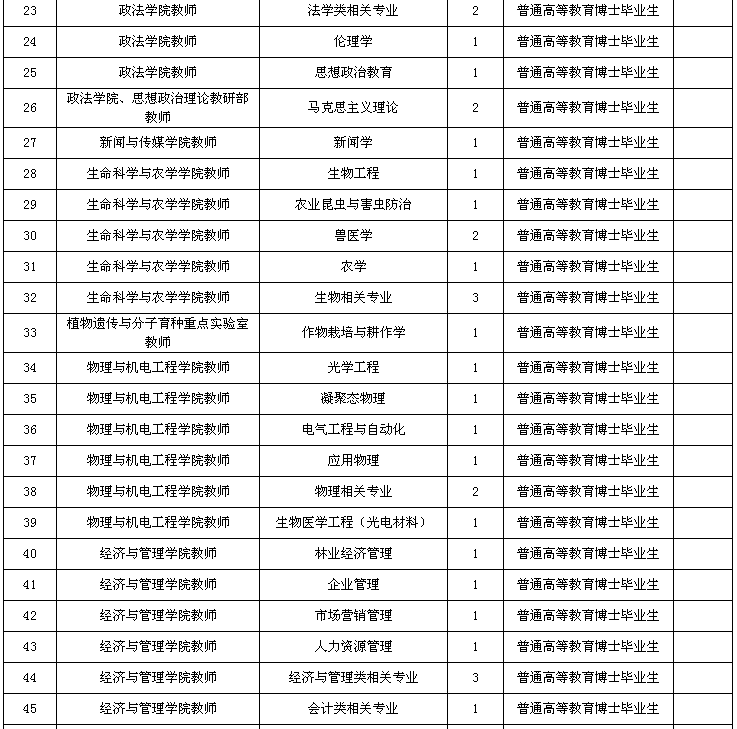 23 政法学院教师 法学类相关专业 2 普通高等教育博士毕业生
24 政法学院教师 伦理学 1 普通高等教育博士毕业生
25 政法学院教师 思想政治教育 1 普通高等教育博士毕业生
26 政法学院、思想政治理论教研部
教师 马克思主义理论 2 普通高等教育博士毕业生
27 新闻与传媒学院教师 新闻学 1 普通高等教育博士毕业生
28 生命科学与农学学院教师 生物工程 1 普通高等教育博士毕业生
29 生命科学与农学学院教师 农业昆虫与害虫防治 1 普通高等教育博士毕业生
30 生命科学与农学学院教师 兽医学 2 普通高等教育博士毕业生
31 生命科学与农学学院教师 农学 1 普通高等教育博士毕业生
32 生命科学与农学学院教师 生物相关专业 3 普通高等教育博士毕业生
33 植物遗传与分子育种重点实验室
教师 作物栽培与耕作学 1 普通高等教育博士毕业生
34 物理与机电工程学院教师 光学工程 1 普通高等教育博士毕业生
35 物理与机电工程学院教师 凝聚态物理 1 普通高等教育博士毕业生
36 物理与机电工程学院教师 电气工程与自动化 1 普通高等教育博士毕业生
37 物理与机电工程学院教师 应用物理 1 普通高等教育博士毕业生
38 物理与机电工程学院教师 物理相关专业 2 普通高等教育博士毕业生
39 物理与机电工程学院教师 生物医学工程（光电材料） 1 普通高等教育博士毕业生
40 经济与管理学院教师 林业经济管理 1 普通高等教育博士毕业生
41 经济与管理学院教师 企业管理 1 普通高等教育博士毕业生
42 经济与管理学院教师 市场营销管理 1 普通高等教育博士毕业生
43 经济与管理学院教师 人力资源管理 1 普通高等教育博士毕业生
44 经济与管理学院教师 经济与管理类相关专业 3 普通高等教育博士毕业生
45 经济与管理学院教师 会计类相关专业 1 普通高等教育博士毕业生